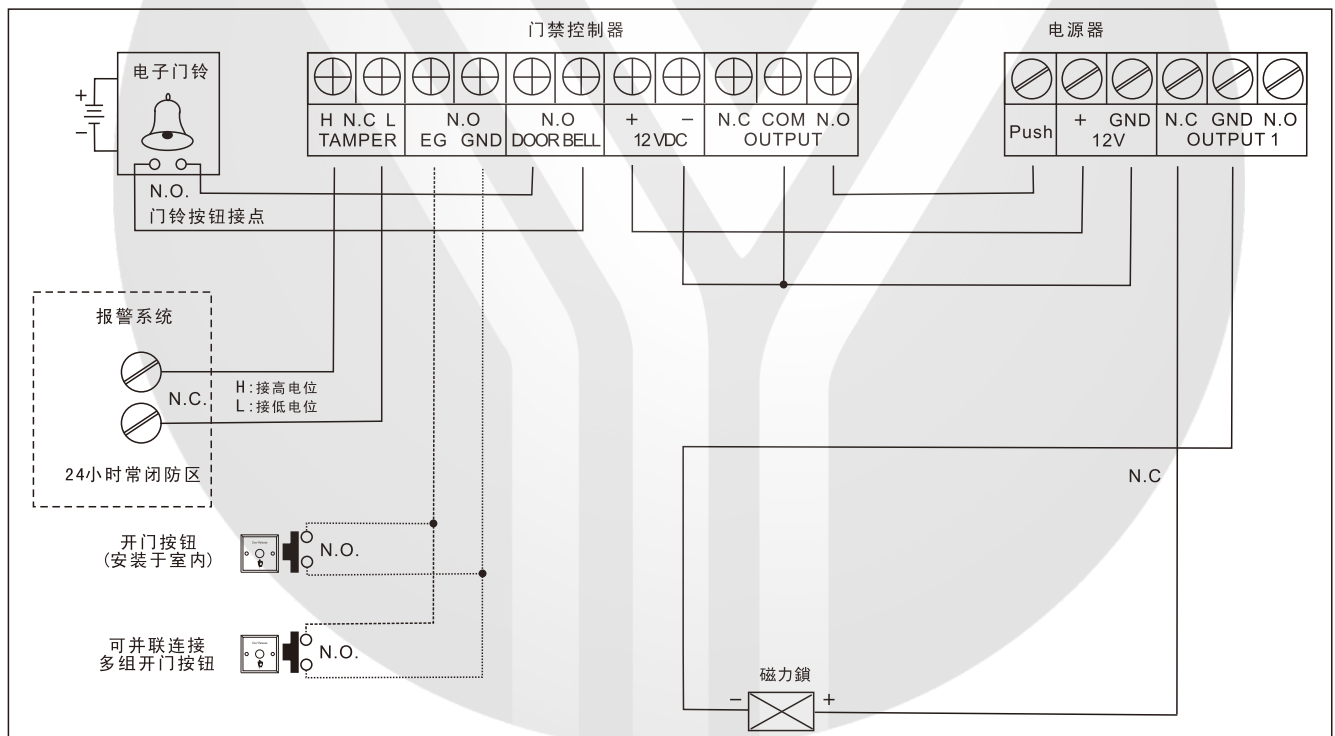 门禁控制器
电源器
电子门铃
+
−
H N.C L
TAMPER
N.O
EG GND
N.O
DOOR BELL
+ −
12 VDC
N.C COM N.O
OUTPUT
Push
+ GND
12V
N.C GND N.O
OUTPUT 1
N.O.
门铃按钮接点
报警系统
N.C.
H:接高电位
L:接低电位
24小时常闭防区
N.C
开门按钮
(安装于室内)
N.O.
可并联连接
多组开门按钮
N.O.
磁力鎖
− +